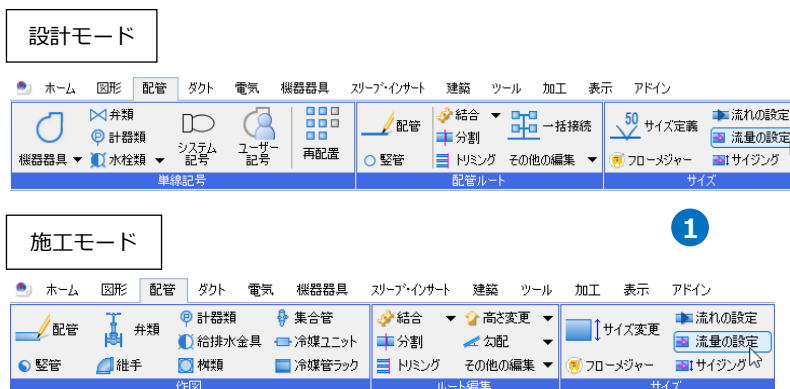 設計モード
ホーム 図形 配管 ダクト 電気 機器器具 スリーブ・インサート 建築 ツール 加工 表示 アドイン
機器器具 弁類 計器類 水栓類 システム記号 ユーザー記号 再配置
単線記号
配管 竪管 結合 分割 トリミング 一括接続 その他の編集
配管ルート
50 サイズ定義 フローメジャー 流れの設定 流量の設定 サイジング
サイズ
1
施工モード
ホーム 図形 配管 ダクト 電気 機器器具 スリーブ・インサート 建築 ツール 加工 表示 アドイン
配管 竪管 弁類 継手 計器類 給排水金具 桝類 集合管 冷媒ユニット 冷媒管ラック
作図
結合 分割 トリミング 高さ変更 勾配 その他の編集
ルート編集
サイズ変更 フローメジャー 流れの設定 流量の設定 サイジング
サイズ